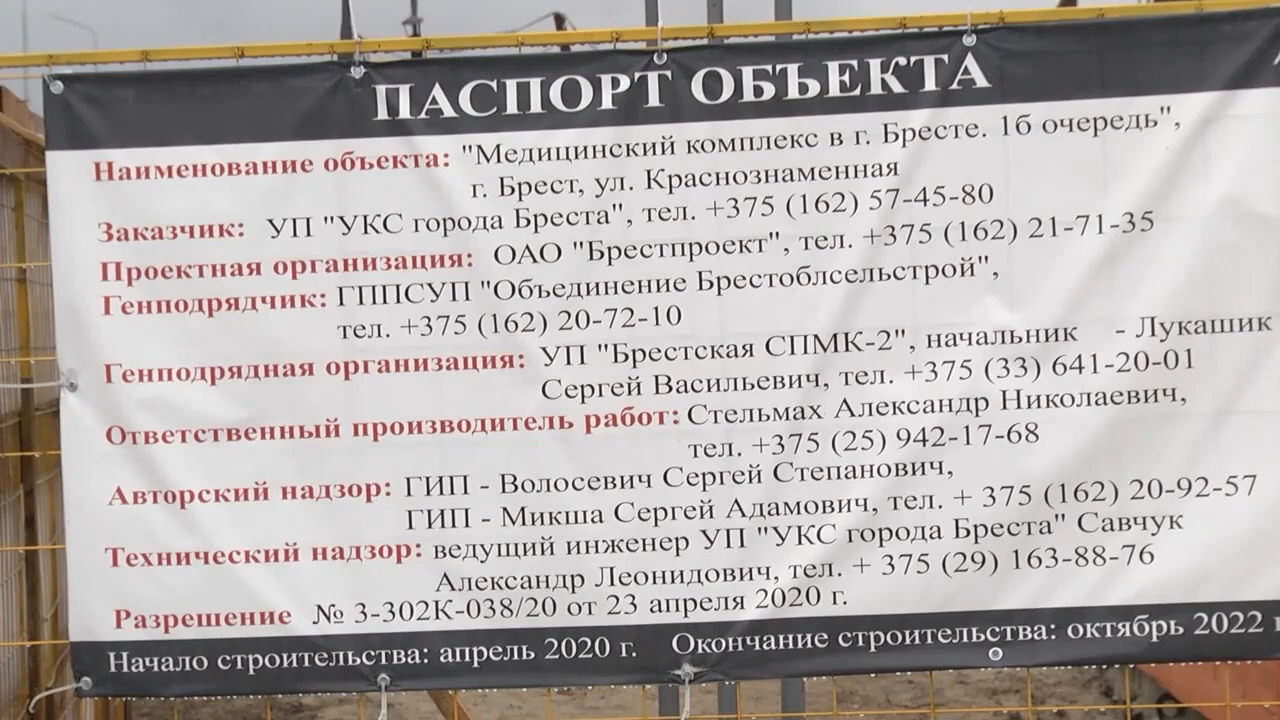 ПАСПОРТ ОБЪЕКТА
Наименование объекта: "Медицинский комплекс в г. Бресте. 1б очередь",
г. Брест, ул. Краснознаменная
Заказчик: УП "УКС города Бреста", тел. +375 (162) 57-45-80
Проектная организация: ОАО "Брестпроект", тел. +375 (162) 21-71-35
Генподрядчик: ГППСУП "Объединение Брестоблсельстрой",
тел. +375 (162) 20-72-10
Генподрядная организация: УП "Брестская СПМК-2", начальник - Лукашик
Сергей Васильевич, тел. +375 (33) 641-20-01
Ответственный производитель работ: Стельмах Александр Николаевич,
тел. +375 (25) 942-17-68
Авторский надзор: ГИП - Волосевич Сергей Степанович,
ГИП - Микша Сергей Адамович, тел. + 375 (162) 20-92-57
Технический надзор: ведущий инженер УП "УКС города Бреста" Савчук
Александр Леонидович, тел. + 375 (29) 163-88-76
Разрешение № 3-302К-038/20 от 23 апреля 2020 г.
Начало строительства: апрель 2020 г. Окончание строительства: октябрь 2022